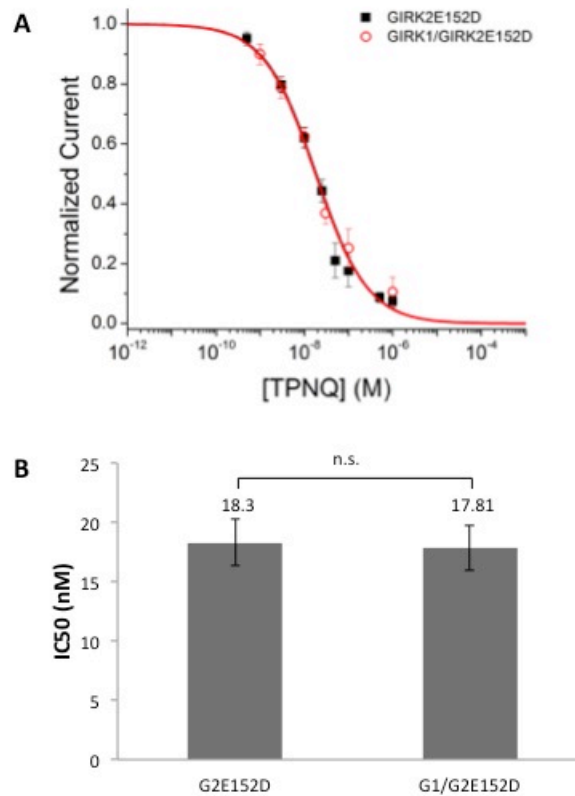 A
GIRK2E152D
GIRK1/GIRK2E152D
Normalized Current
1.0
0.8
0.6
0.4
0.2
0.0
10-12 10-10 10-8 10-6 10-4
[TPNQ] (M)
B
n.s.
18.3 17.81
IC50 (nM)
25
20
15
10
5
0
G2E152D G1/G2E152D